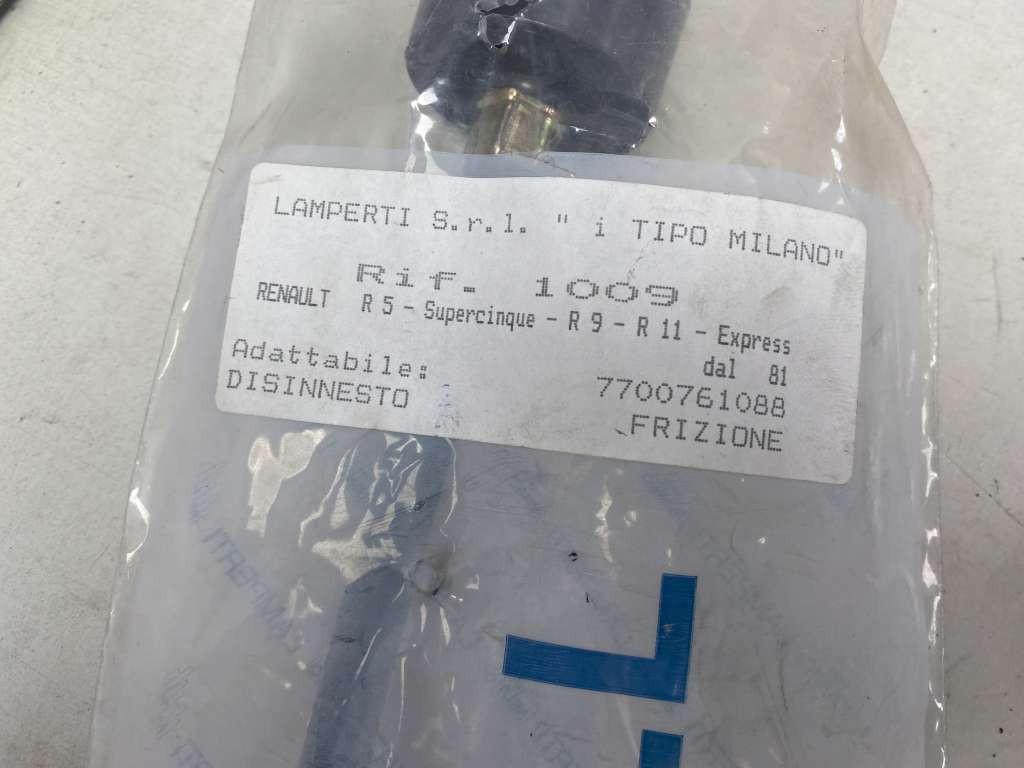 LAMPERTI S.r.l. " i TIPO MILANO"
Rif. 1009
RENAULT R 5 - Supercinque - R 9 - R 11 - Express
dal 81
Adattabile: 7700761088
DISINNESTO FRIZIONE